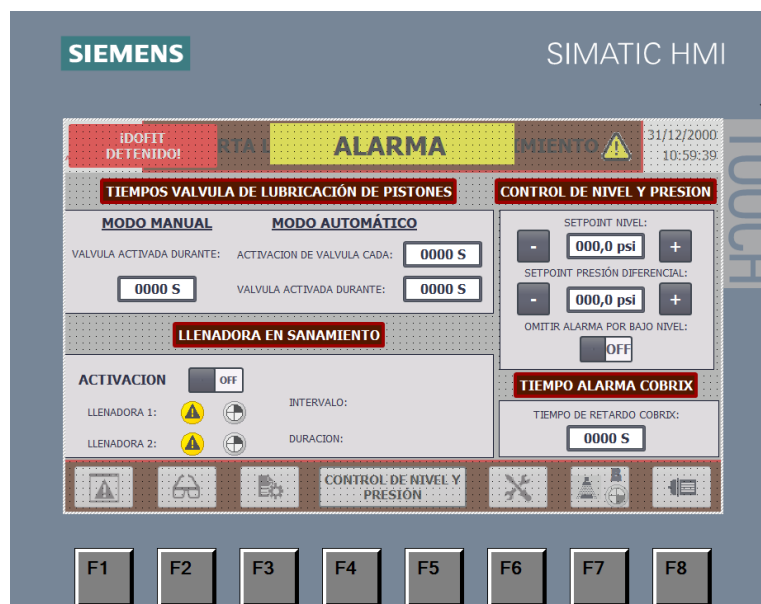 SIEMENS
SIMATIC HMI
TOUCH
¡DOFIT
DETENIDO!
RTA
ALARMA
MIENTO
31/12/2000
10:59:39
TIEMPOS VALVULA DE LUBRICACIÓN DE PISTONES
CONTROL DE NIVEL Y PRESION
MODO MANUAL
MODO AUTOMÁTICO
VALVULA ACTIVADA DURANTE:
0000 S
ACTIVACION DE VALVULA CADA:
0000 S
VALVULA ACTIVADA DURANTE:
0000 S
SETPOINT NIVEL:
- 000,0 psi +
SETPOINT PRESIÓN DIFERENCIAL:
- 000,0 psi +
OMITIR ALARMA POR BAJO NIVEL:
OFF
LLENADORA EN SANAMIENTO
ACTIVACION OFF
LLENADORA 1:
INTERVALO:
LLENADORA 2:
DURACION:
TIEMPO ALARMA COBRIX
TIEMPO DE RETARDO COBRIX:
0000 S
CONTROL DE NIVEL Y
PRESIÓN
B
F1 F2 F3 F4 F5 F6 F7 F8